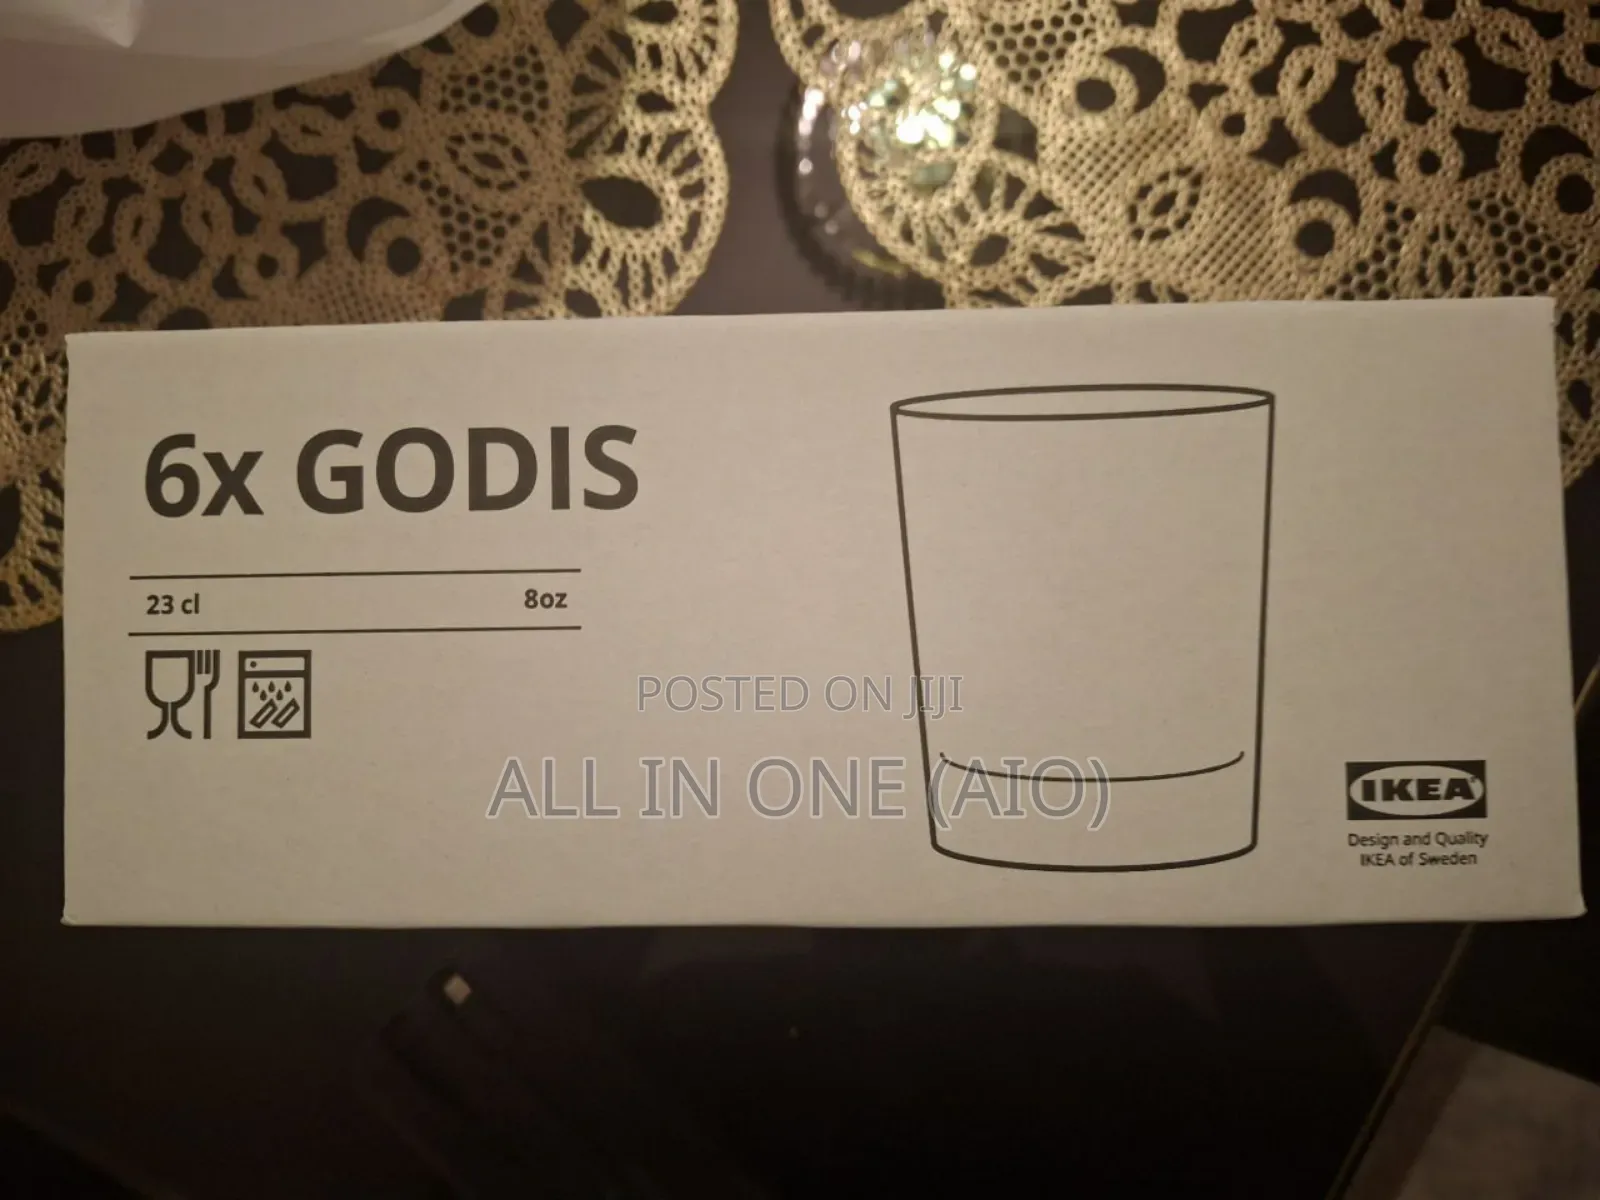 6x GODIS
23 cl 8oz
POSTED ON JIJI
ALL IN ONE (AIO)
IKEA
Design and Quality
IKEA of Sweden